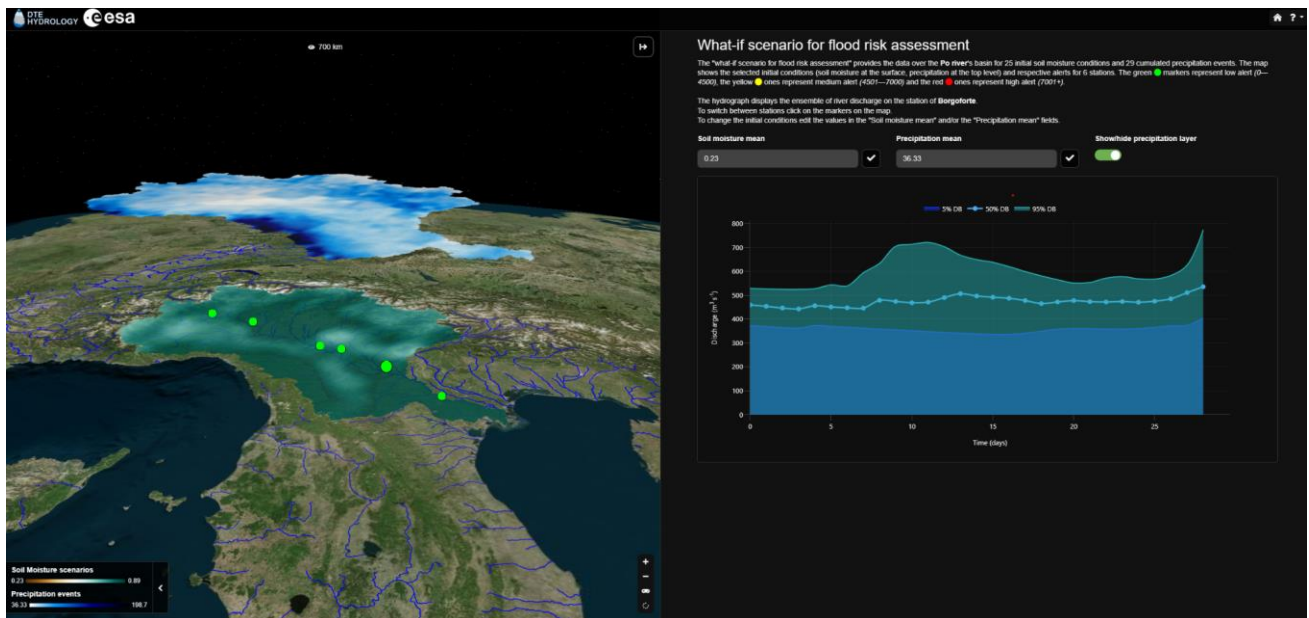 DTE
HYDROLOGY esa
700 km
? -
What-if scenario for flood risk assessment
The "what-if scenario for flood risk assessment" provides the data over the Po river's basin for 25 initial soil moisture conditions and 29 cumulated precipitation events. The map
shows the selected initial conditions (soil moisture at the surface, precipitation at the top level) and respective alerts for 6 stations. The green markers represent low alert (0—
4500), the yellow ones represent medium alert (4501—7000) and the red ones represent high alert (7001+).
The hydrograph displays the ensemble of river discharge on the station of Borgoforte.
To switch between stations click on the markers on the map.
To change the initial conditions edit the values in the "Soil moisture mean" and/or the "Precipitation mean" fields.
Soil moisture mean Precipitation mean Show/hide precipitation layer
0.23 36.33
5% DB 50% DB 95% DB
800
700
600
500
400
300
200
100
0
Discharge (m³ s⁻¹)
0 5 10 15 20 25
Time (days)
Soil Moisture scenarios
0.23 0.89
Precipitation events
36.33 198.7